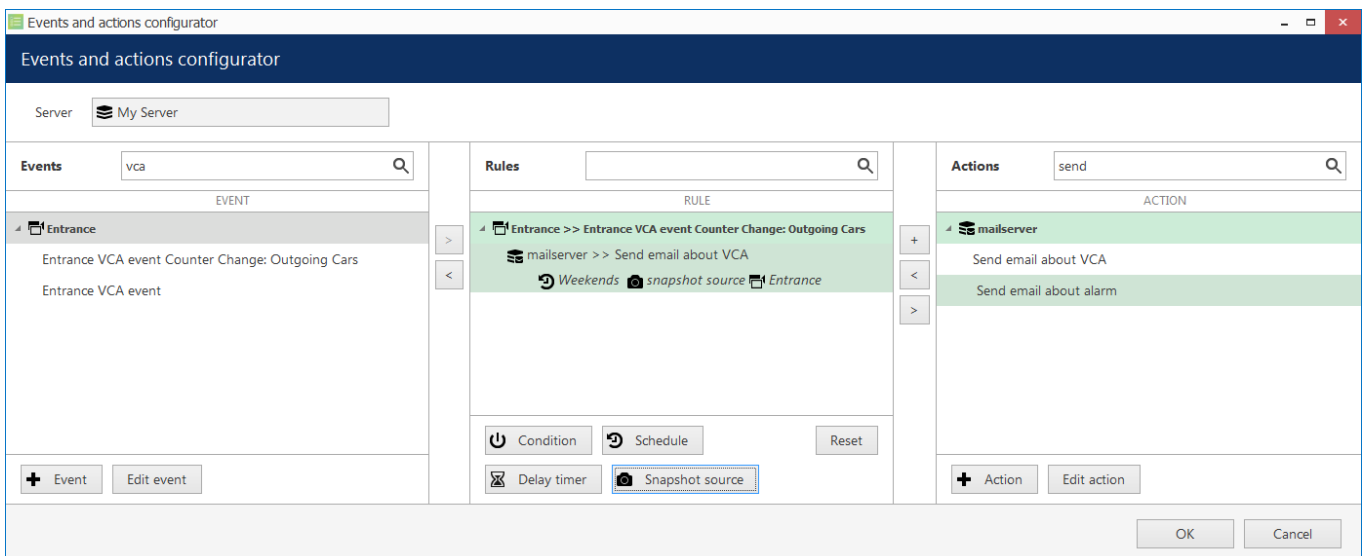 Events and actions configurator
Events and actions configurator
Server My Server
Events vca
EVENT
Entrance
Entrance VCA event Counter Change: Outgoing Cars
Entrance VCA event
+ Event Edit event
>
<
Rules
RULE
Entrance >> Entrance VCA event Counter Change: Outgoing Cars
mailserver >> Send email about VCA
Weekends snapshot source Entrance
Condition Schedule Reset
Delay timer Snapshot source
+
<
>
Actions send
ACTION
mailserver
Send email about VCA
Send email about alarm
+ Action Edit action
OK Cancel